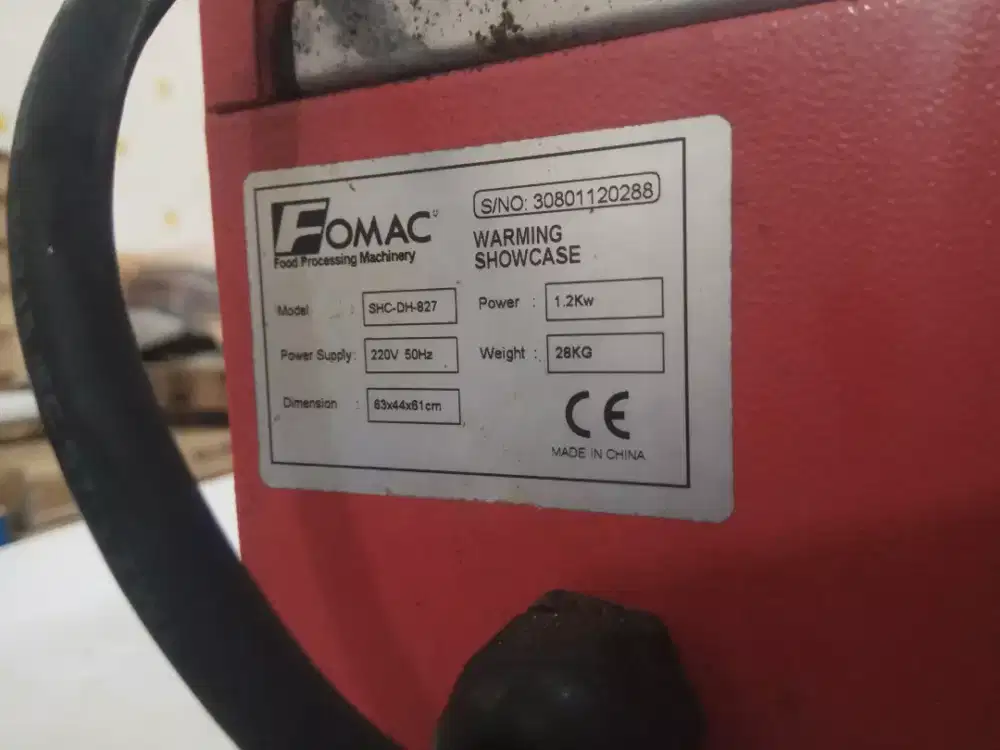 FOMAC
Food Processing Machinery
S/NO: 30801120288
WARMING
SHOWCASE
Model : SHC-DH-827
Power : 1.2Kw
Power Supply: 220V 50Hz
Weight : 28KG
Dimension : 63x44x61cm
CE
MADE IN CHINA